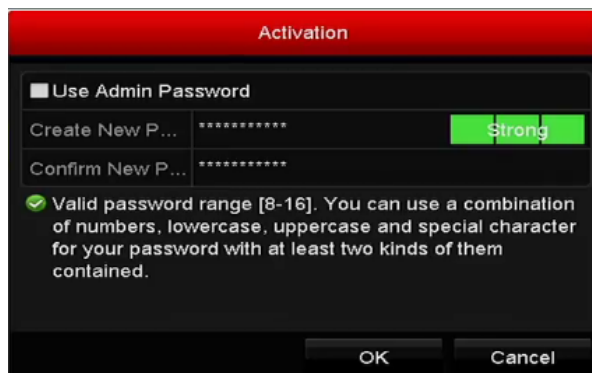 Activation
Use Admin Password
Create New P... *********** Strong
Confirm New P... ***********
Valid password range [8-16]. You can use a combination
of numbers, lowercase, uppercase and special character
for your password with at least two kinds of them
contained.
OK Cancel